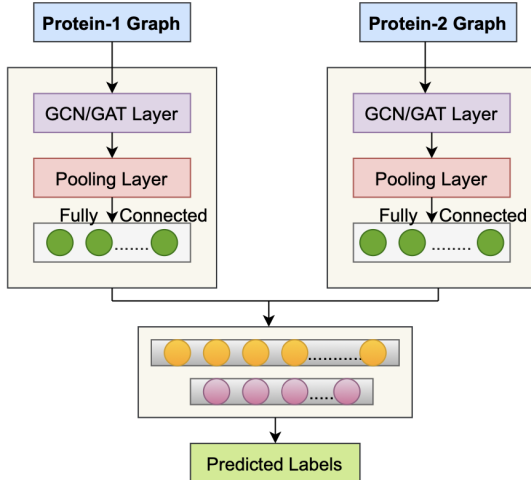 Protein-1 Graph
Protein-2 Graph
GCN/GAT Layer
GCN/GAT Layer
Pooling Layer
Pooling Layer
Fully Connected
Fully Connected
Predicted Labels